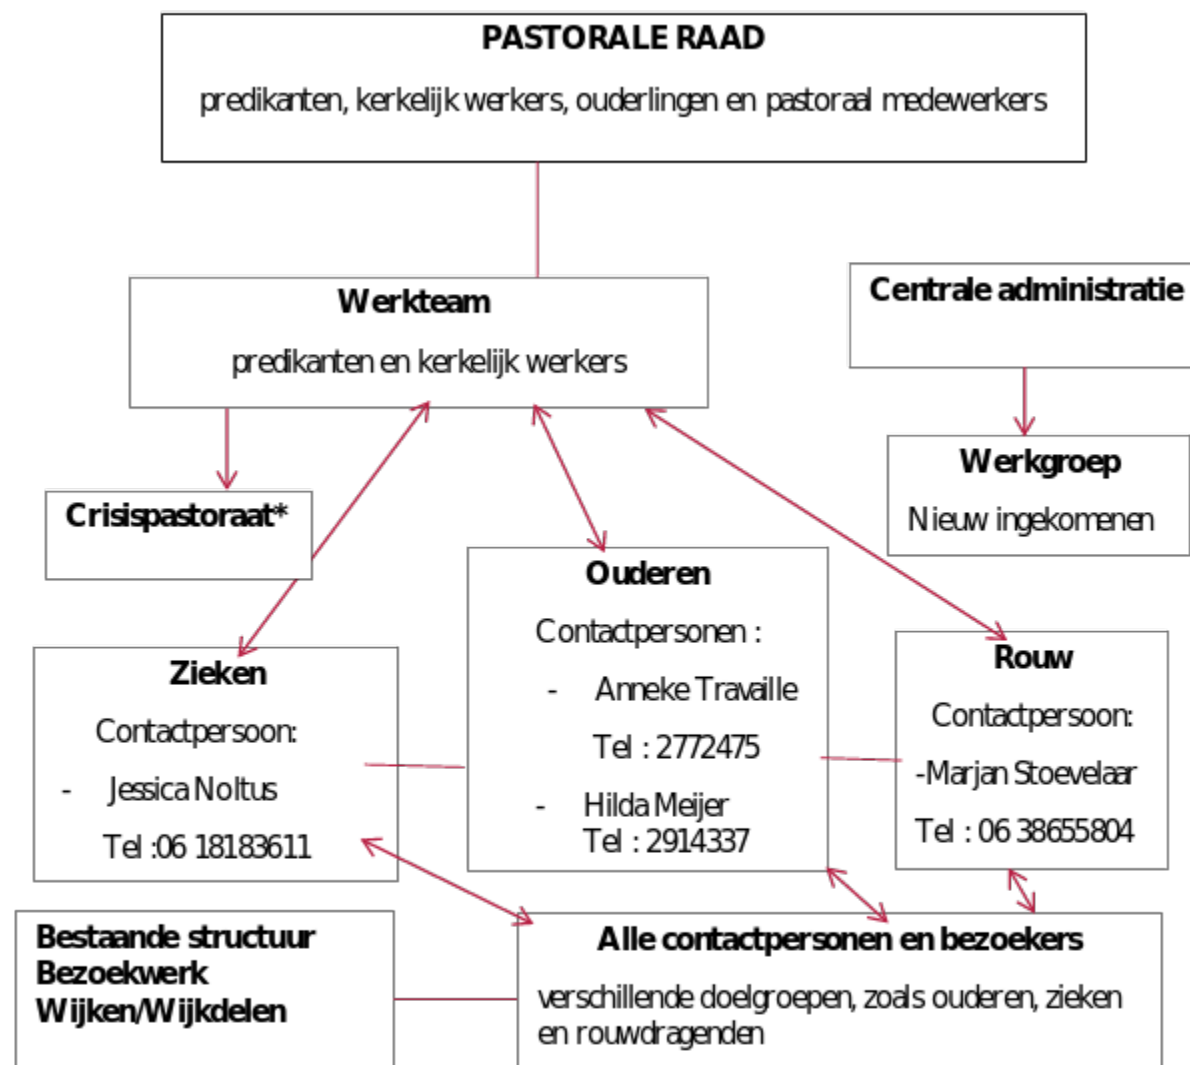 PASTORALE RAAD
predikanten, kerkelijk werkers, ouderlingen en pastoraal medewerkers
Werkteam
predikanten en kerkelijk werkers
Centrale administratie
Werkgroep
Nieuw ingekomenen
Crisispastoraat*
Ouderen
Contactpersonen :
- Anneke Travaille
Tel : 2772475
- Hilda Meijer
Tel : 2914337
Zieken
Contactpersoon:
- Jessica Noltus
Tel :06 18183611
Rouw
Contactpersoon:
-Marjan Stoevelaar
Tel : 06 38655804
Bestaande structuur
Bezoekwerk
Wijken/Wijkdelen
Alle contactpersonen en bezoekers
verschillende doelgroepen, zoals ouderen, zieken
en rouwdragenden